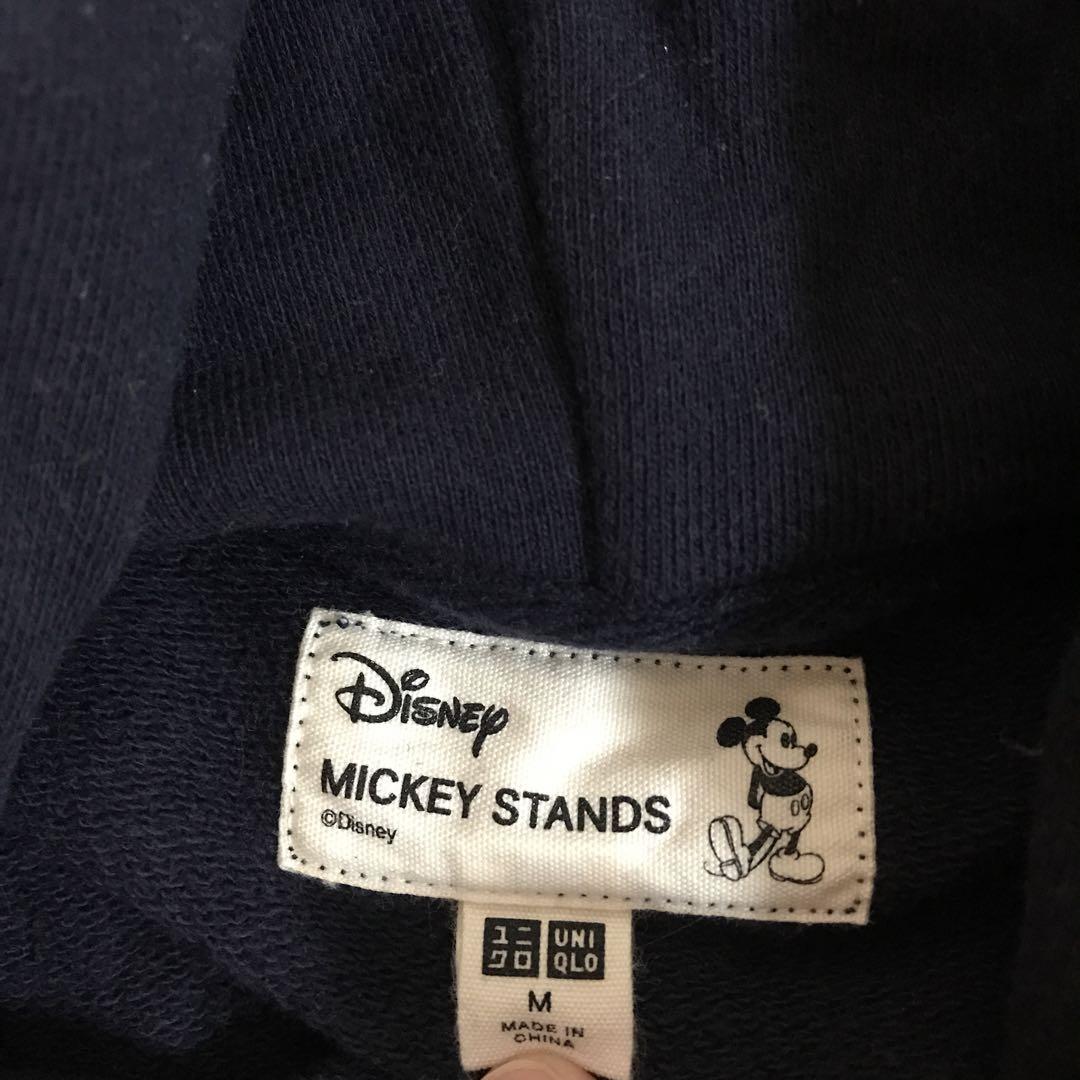 Disney
MICKEY STANDS
©Disney
ユニ UNI
クロ QLO
M
MADE IN
CHINA